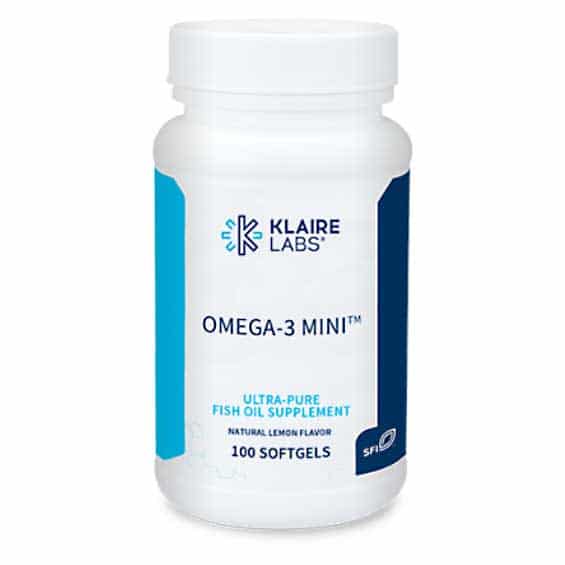 KLAIRE
LABS®
OMEGA-3 MINI™
ULTRA-PURE
FISH OIL SUPPLEMENT
NATURAL LEMON FLAVOR
100 SOFTGELS
SFI